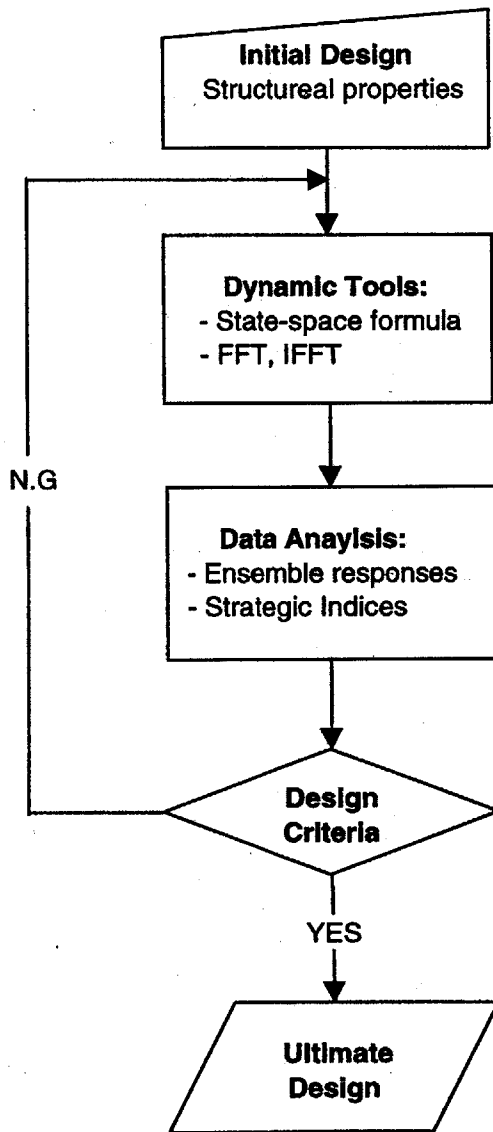 Initial Design
Structureal properties
Dynamic Tools:
- State-space formula
- FFT, IFFT
N.G
Data Anaylsis:
- Ensemble responses
- Strategic Indices
Design
Criteria
YES
Ultimate
Design